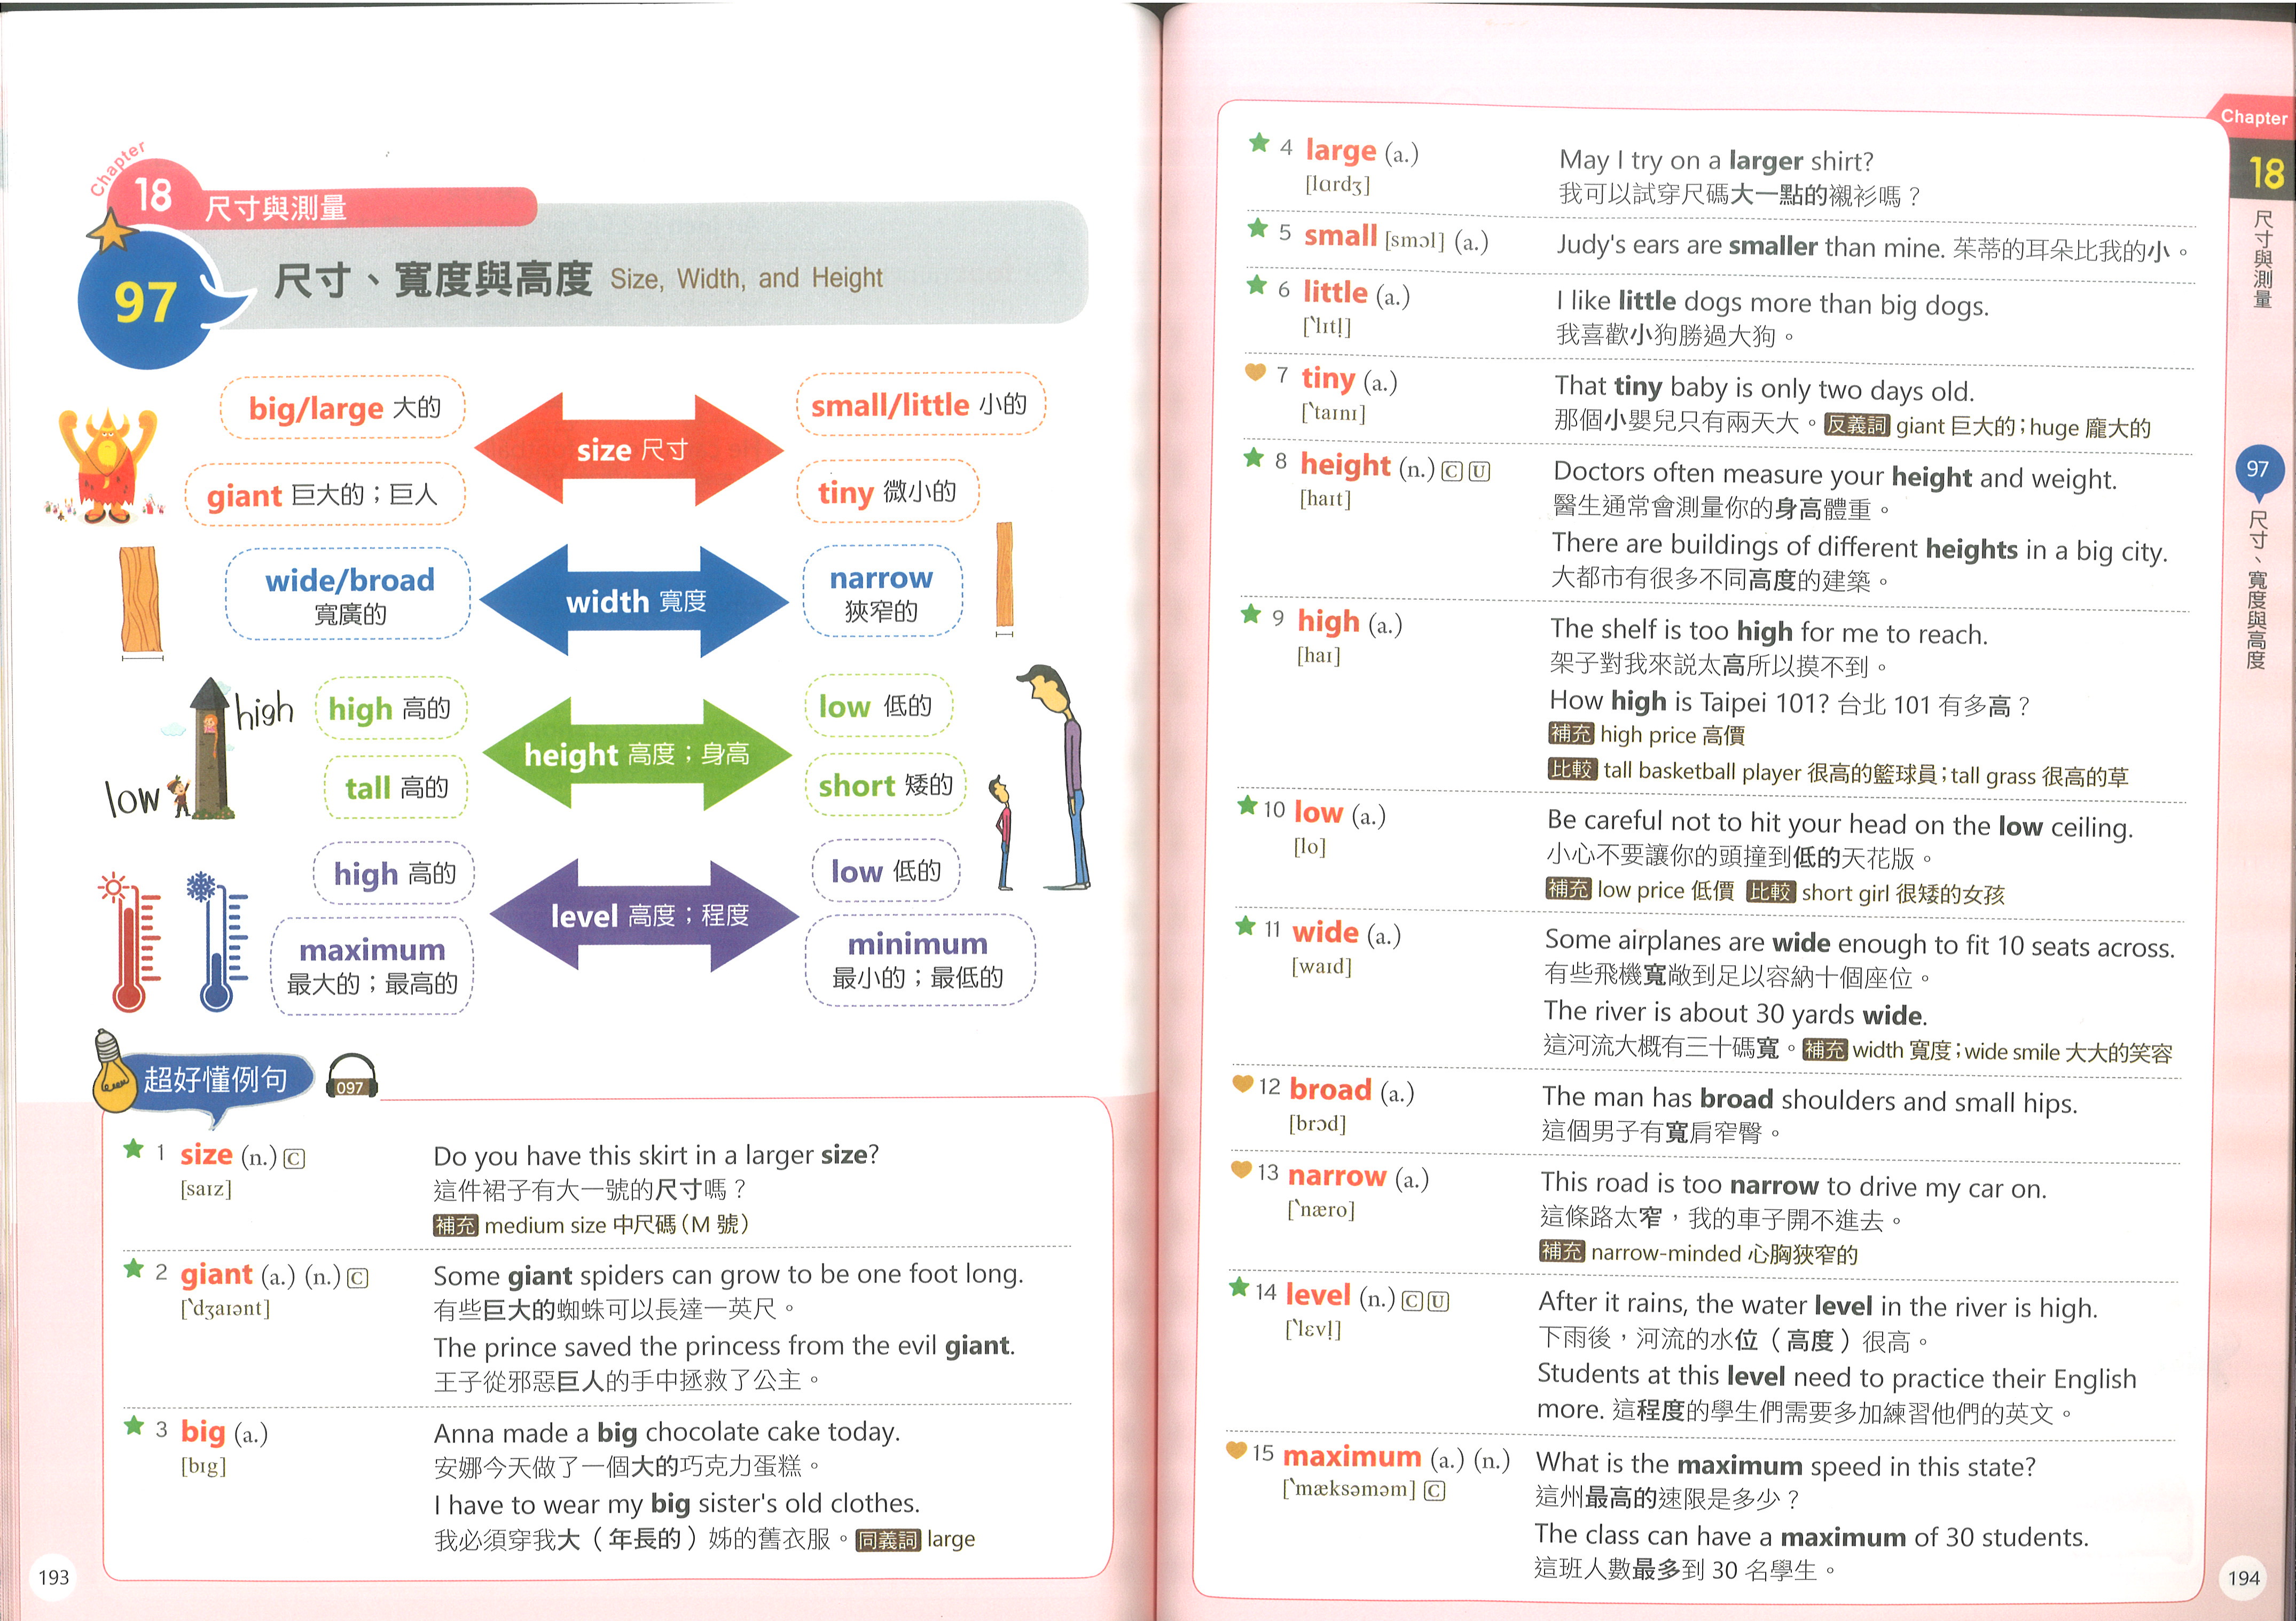 Chapter
18
尺寸與測量
97
尺寸、寬度與高度 Size, Width, and Height
big/large 大的
size 尺寸
small/little 小的
giant 巨大的；巨人
tiny 微小的
wide/broad
寬廣的
width 寬度
narrow
狹窄的
high
low
high 高的
height 高度；身高
low 低的
tall 高的
short 矮的
high 高的
level 高度；程度
low 低的
maximum
最大的；最高的
minimum
最小的；最低的
超好懂例句
097
1 size (n.) C
[saɪz]
Do you have this skirt in a larger size?
這件裙子有大一號的尺寸嗎？
補充 medium size 中尺碼（M 號）
2 giant (a.) (n.) C
[ˋdʒaɪənt]
Some giant spiders can grow to be one foot long.
有些巨大的蜘蛛可以長達一英尺。
The prince saved the princess from the evil giant.
王子從邪惡巨人的手中拯救了公主。
3 big (a.)
[bɪg]
Anna made a big chocolate cake today.
安娜今天做了一個大的巧克力蛋糕。
I have to wear my big sister's old clothes.
我必須穿我大（年長的）姊的舊衣服。 同義詞 large
193
4 large (a.)
[lɑrdʒ]
May I try on a larger shirt?
我可以試穿尺碼大一點的襯衫嗎？
5 small [smɔl] (a.)
Judy's ears are smaller than mine. 茱蒂的耳朵比我的小。
6 little (a.)
[ˋlɪtḷ]
I like little dogs more than big dogs.
我喜歡小狗勝過大狗。
7 tiny (a.)
[ˋtaɪnɪ]
That tiny baby is only two days old.
那個小嬰兒只有兩天大。 反義詞 giant 巨大的；huge 龐大的
8 height (n.) C U
[haɪt]
Doctors often measure your height and weight.
醫生通常會測量你的身高體重。
There are buildings of different heights in a big city.
大都市有很多不同高度的建築。
9 high (a.)
[haɪ]
The shelf is too high for me to reach.
架子對我來說太高所以摸不到。
How high is Taipei 101? 台北 101 有多高？
補充 high price 高價
比較 tall basketball player 很高的籃球員；tall grass 很高的草
10 low (a.)
[lo]
Be careful not to hit your head on the low ceiling.
小心不要讓你的頭撞到低的天花版。
補充 low price 低價 比較 short girl 很矮的女孩
11 wide (a.)
[waɪd]
Some airplanes are wide enough to fit 10 seats across.
有些飛機寬敞到足以容納十個座位。
The river is about 30 yards wide.
這河流大概有三十碼寬。 補充 width 寬度；wide smile 大大的笑容
12 broad (a.)
[brɔd]
The man has broad shoulders and small hips.
這個男子有寬肩窄臀。
13 narrow (a.)
[ˋnæro]
This road is too narrow to drive my car on.
這條路太窄，我的車子開不進去。
補充 narrow-minded 心胸狹窄的
14 level (n.) C U
[ˋlɛvḷ]
After it rains, the water level in the river is high.
下雨後，河流的水位（高度）很高。
Students at this level need to practice their English
more. 這程度的學生們需要多加練習他們的英文。
15 maximum (a.) (n.)
[ˋmæksəməm] C
What is the maximum speed in this state?
這州最高的速限是多少？
The class can have a maximum of 30 students.
這班人數最多到 30 名學生。
Chapter
18
尺寸與測量
97
尺寸、寬度與高度
194